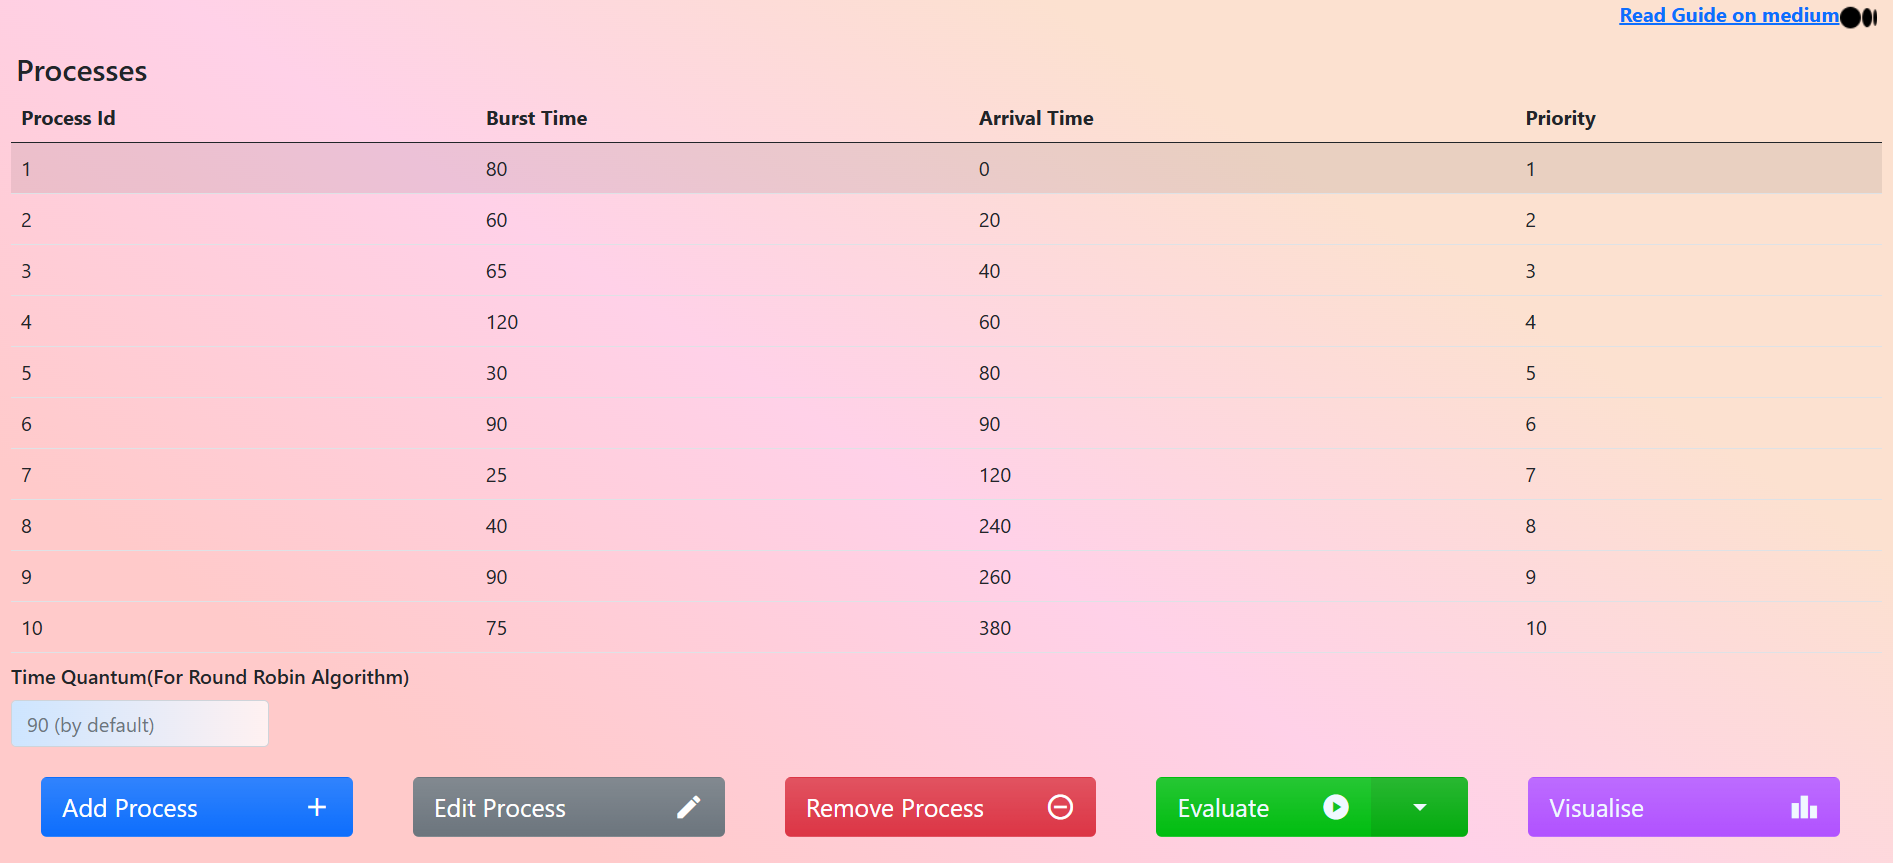 Read Guide on medium
Processes
Process Id Burst Time Arrival Time Priority
1 80 0 1
2 60 20 2
3 65 40 3
4 120 60 4
5 30 80 5
6 90 90 6
7 25 120 7
8 40 240 8
9 90 260 9
10 75 380 10
Time Quantum(For Round Robin Algorithm)
90 (by default)
Add Process Edit Process Remove Process Evaluate Visualise